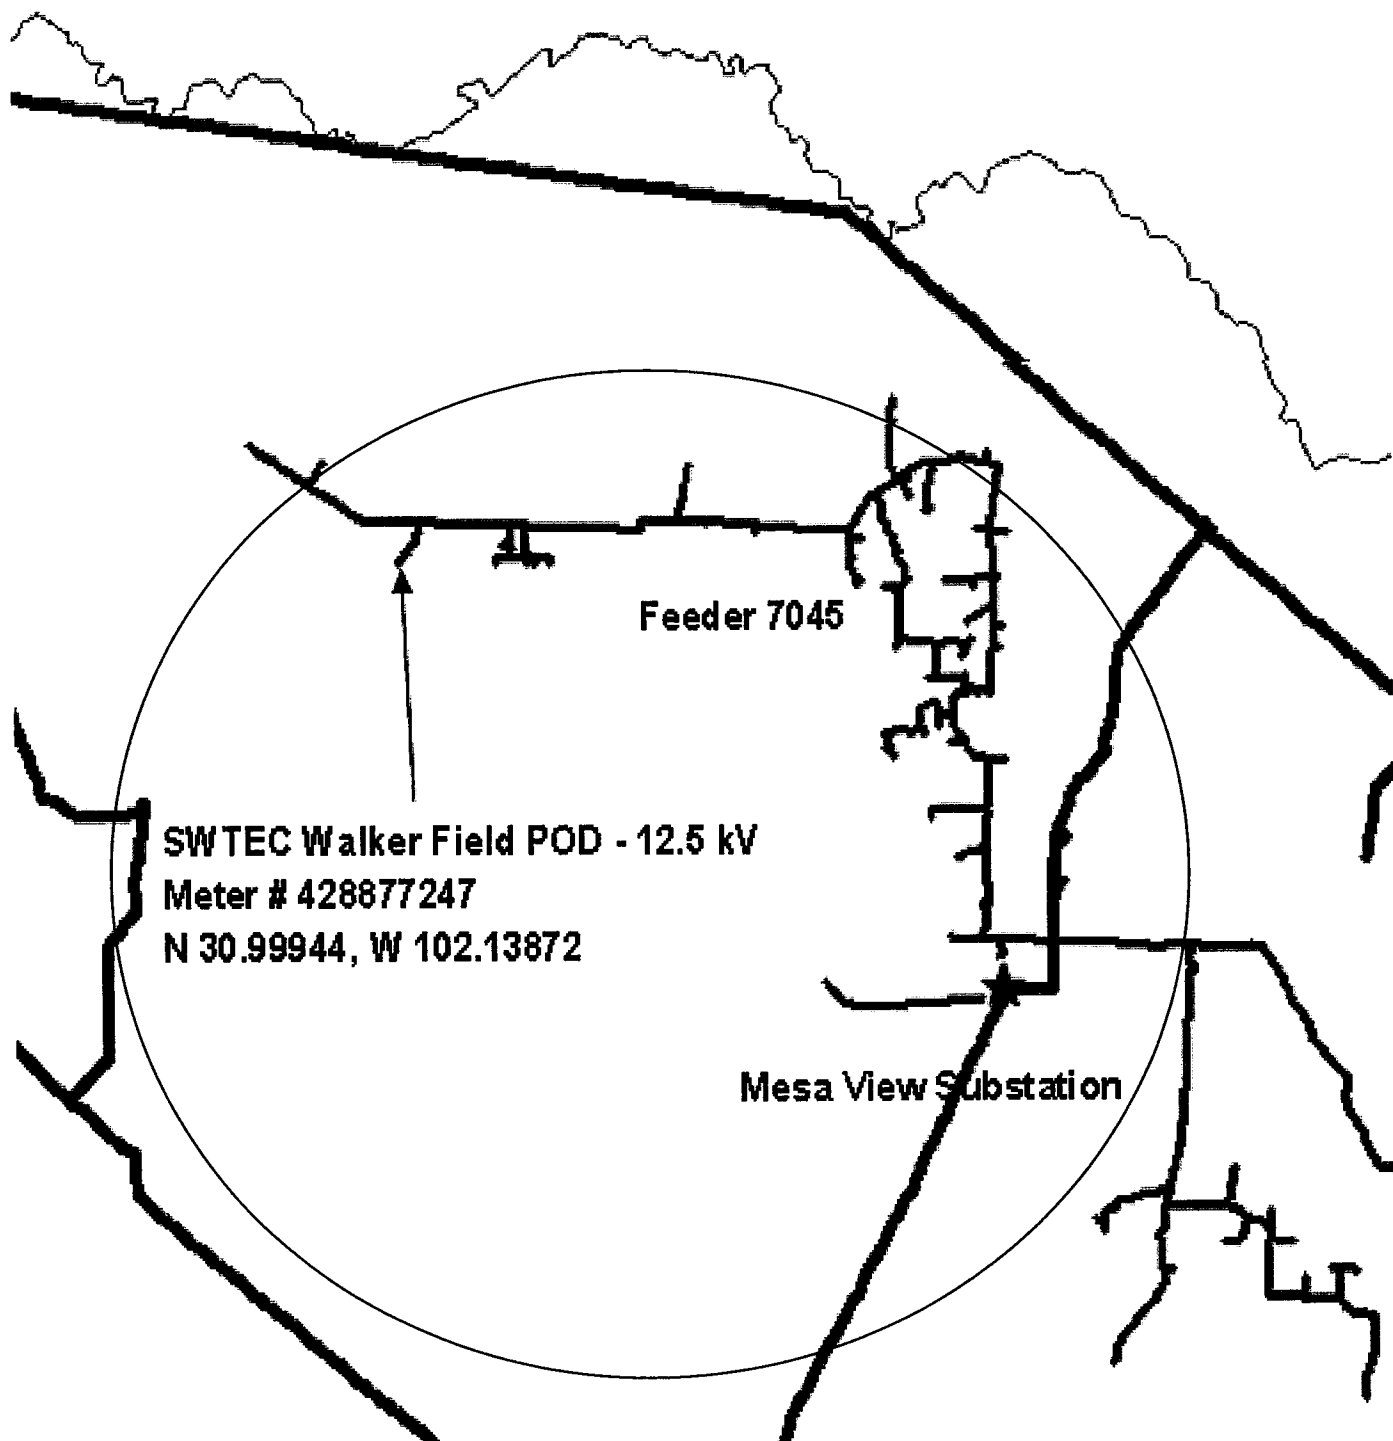 Feeder 7045
SWTEC Walker Field POD - 12.5 kV
Meter # 428877247
N 30.99944, W 102.13872
Mesa View Substation